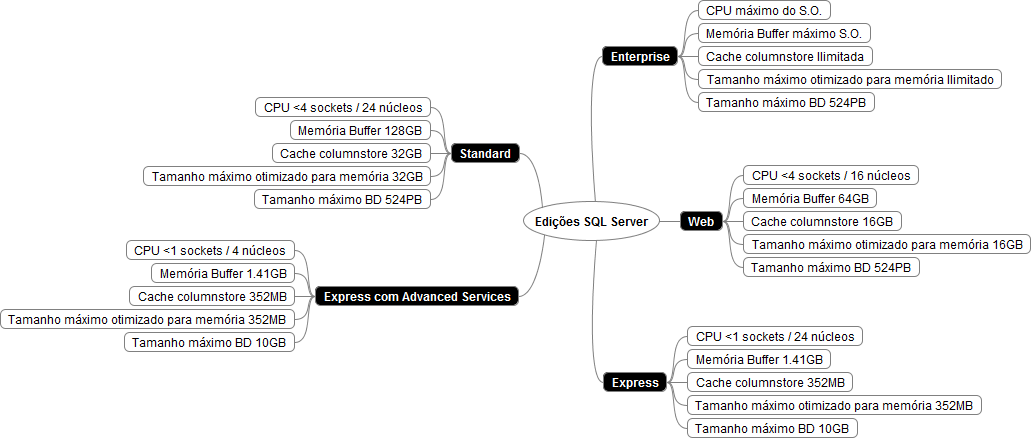 Edições SQL Server
Enterprise
CPU máximo do S.O.
Memória Buffer máximo S.O.
Cache columnstore Ilimitada
Tamanho máximo otimizado para memória Ilimitado
Tamanho máximo BD 524PB
Standard
CPU <4 sockets / 24 núcleos
Memória Buffer 128GB
Cache columnstore 32GB
Tamanho máximo otimizado para memória 32GB
Tamanho máximo BD 524PB
Web
CPU <4 sockets / 16 núcleos
Memória Buffer 64GB
Cache columnstore 16GB
Tamanho máximo otimizado para memória 16GB
Tamanho máximo BD 524PB
Express com Advanced Services
CPU <1 sockets / 4 núcleos
Memória Buffer 1.41GB
Cache columnstore 352MB
Tamanho máximo otimizado para memória 352MB
Tamanho máximo BD 10GB
Express
CPU <1 sockets / 24 núcleos
Memória Buffer 1.41GB
Cache columnstore 352MB
Tamanho máximo otimizado para memória 352MB
Tamanho máximo BD 10GB